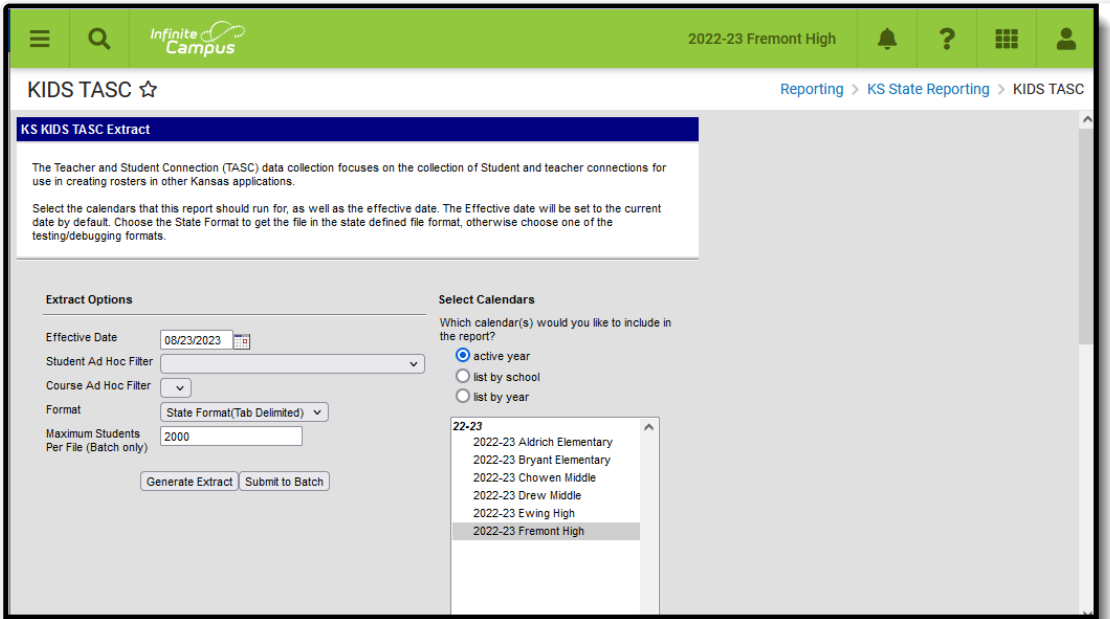 Infinite Campus
2022-23 Fremont High
?
KIDS TASC
Reporting > KS State Reporting > KIDS TASC
KS KIDS TASC Extract
The Teacher and Student Connection (TASC) data collection focuses on the collection of Student and teacher connections for
use in creating rosters in other Kansas applications.
Select the calendars that this report should run for, as well as the effective date. The Effective date will be set to the current
date by default. Choose the State Format to get the file in the state defined file format, otherwise choose one of the
testing/debugging formats.
Extract Options
Effective Date 08/23/2023
Student Ad Hoc Filter
Course Ad Hoc Filter
Format State Format(Tab Delimited)
Maximum Students
Per File (Batch only) 2000
Generate Extract Submit to Batch
Select Calendars
Which calendar(s) would you like to include in
the report?
active year
list by school
list by year
22-23
2022-23 Aldrich Elementary
2022-23 Bryant Elementary
2022-23 Chowen Middle
2022-23 Drew Middle
2022-23 Ewing High
2022-23 Fremont High